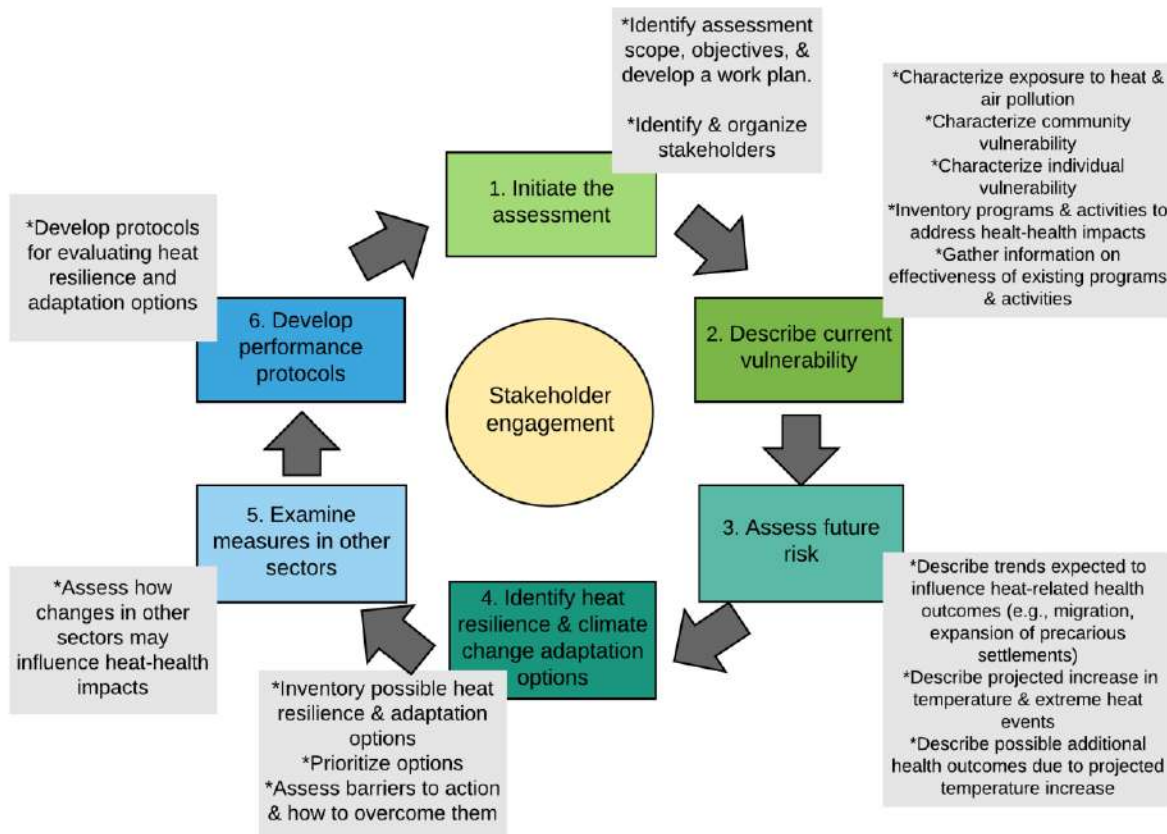 *Identify assessment
scope, objectives, &
develop a work plan.
*Identify & organize
stakeholders
1. Initiate the
assessment
*Characterize exposure to heat &
air pollution
*Characterize community
vulnerability
*Characterize individual
vulnerability
*Inventory programs & activities to
address healt-health impacts
*Gather information on
effectiveness of existing programs
& activities
2. Describe current
vulnerability
3. Assess future
risk
*Describe trends expected to
influence heat-related health
outcomes (e.g., migration,
expansion of precarious
settlements)
*Describe projected increase in
temperature & extreme heat
events
*Describe possible additional
health outcomes due to projected
temperature increase
4. Identify heat
resilience & climate
change adaptation
options
*Inventory possible heat
resilience & adaptation
options
*Prioritize options
*Assess barriers to action
& how to overcome them
5. Examine
measures in other
sectors
*Assess how
changes in other
sectors may
influence heat-health
impacts
6. Develop
performance
protocols
*Develop protocols
for evaluating heat
resilience and
adaptation options
Stakeholder
engagement